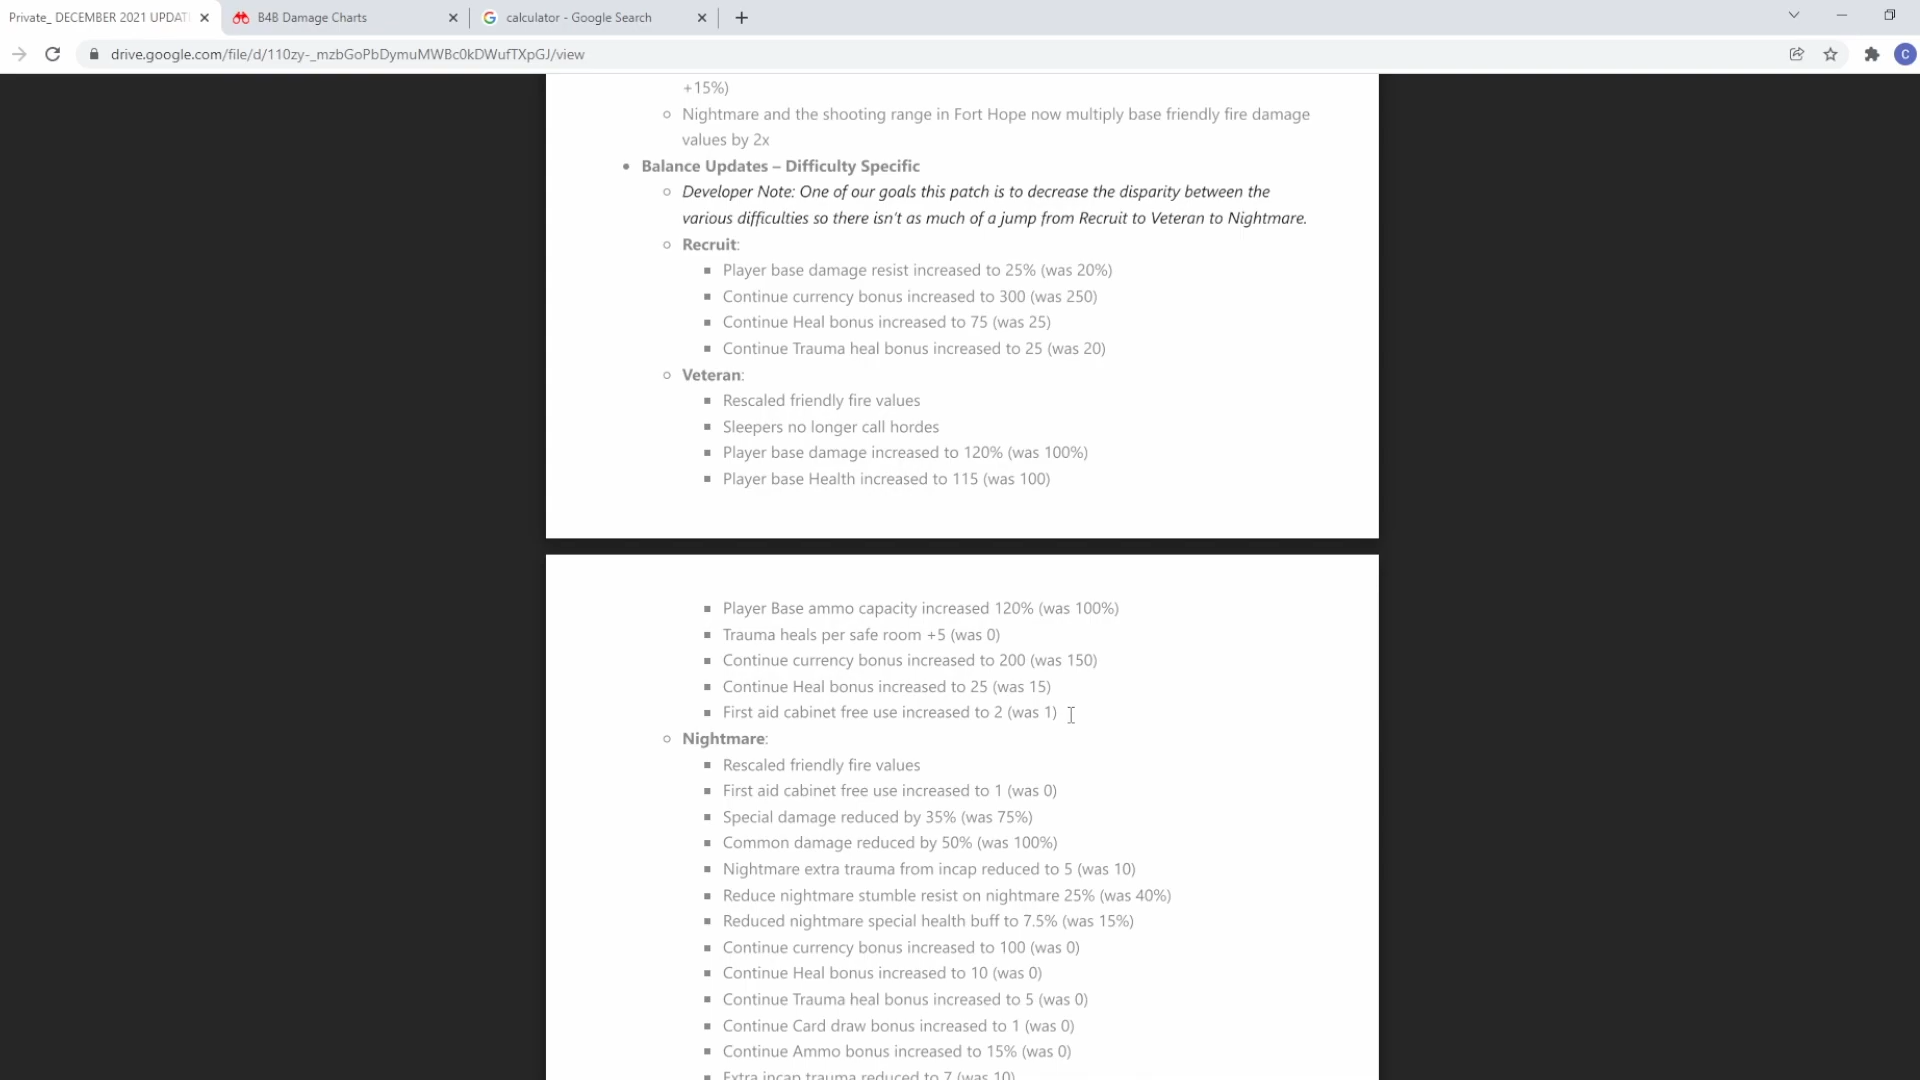 Private_ DECEMBER 2021 UPDAT
B4B Damage Charts
calculator - Google Search
drive.google.com/file/d/110zy-_mzbGoPbDymuMWBc0kDWufTXpGJ/view
C
+15%)
Nightmare and the shooting range in Fort Hope now multiply base friendly fire damage
values by 2x
Balance Updates – Difficulty Specific
Developer Note: One of our goals this patch is to decrease the disparity between the
various difficulties so there isn't as much of a jump from Recruit to Veteran to Nightmare.
Recruit:
Player base damage resist increased to 25% (was 20%)
Continue currency bonus increased to 300 (was 250)
Continue Heal bonus increased to 75 (was 25)
Continue Trauma heal bonus increased to 25 (was 20)
Veteran:
Rescaled friendly fire values
Sleepers no longer call hordes
Player base damage increased to 120% (was 100%)
Player base Health increased to 115 (was 100)
Player Base ammo capacity increased 120% (was 100%)
Trauma heals per safe room +5 (was 0)
Continue currency bonus increased to 200 (was 150)
Continue Heal bonus increased to 25 (was 15)
First aid cabinet free use increased to 2 (was 1)
Nightmare:
Rescaled friendly fire values
First aid cabinet free use increased to 1 (was 0)
Special damage reduced by 35% (was 75%)
Common damage reduced by 50% (was 100%)
Nightmare extra trauma from incap reduced to 5 (was 10)
Reduce nightmare stumble resist on nightmare 25% (was 40%)
Reduced nightmare special health buff to 7.5% (was 15%)
Continue currency bonus increased to 100 (was 0)
Continue Heal bonus increased to 10 (was 0)
Continue Trauma heal bonus increased to 5 (was 0)
Continue Card draw bonus increased to 1 (was 0)
Continue Ammo bonus increased to 15% (was 0)
Extra incap trauma reduced to 7 (was 10)